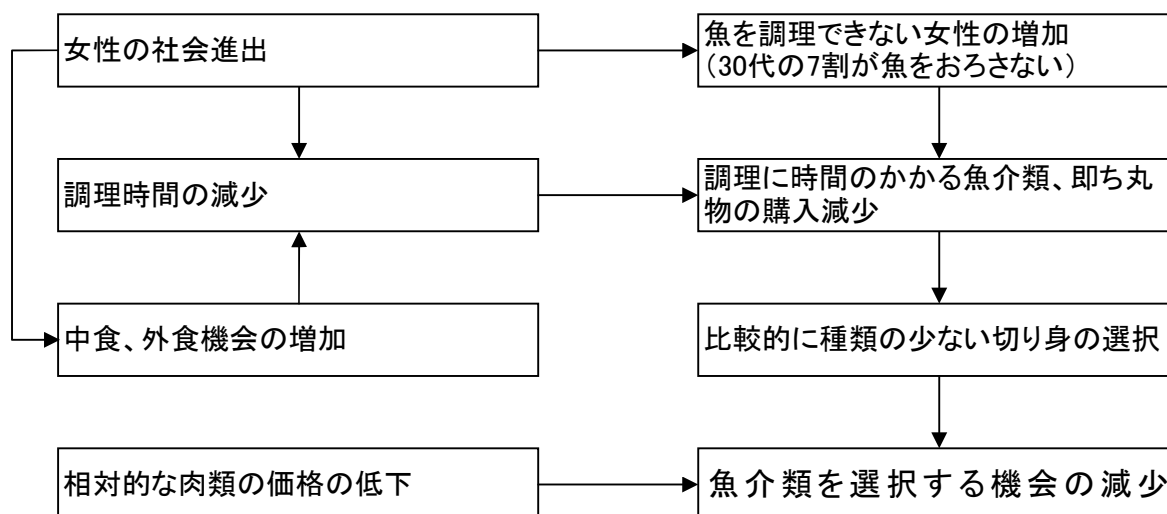 女性の社会進出
魚を調理できない女性の増加
（30代の7割が魚をおろさない）
調理時間の減少
調理に時間のかかる魚介類、即ち丸
物の購入減少
中食、外食機会の増加
比較的に種類の少ない切り身の選択
相対的な肉類の価格の低下
魚介類を選択する機会の減少